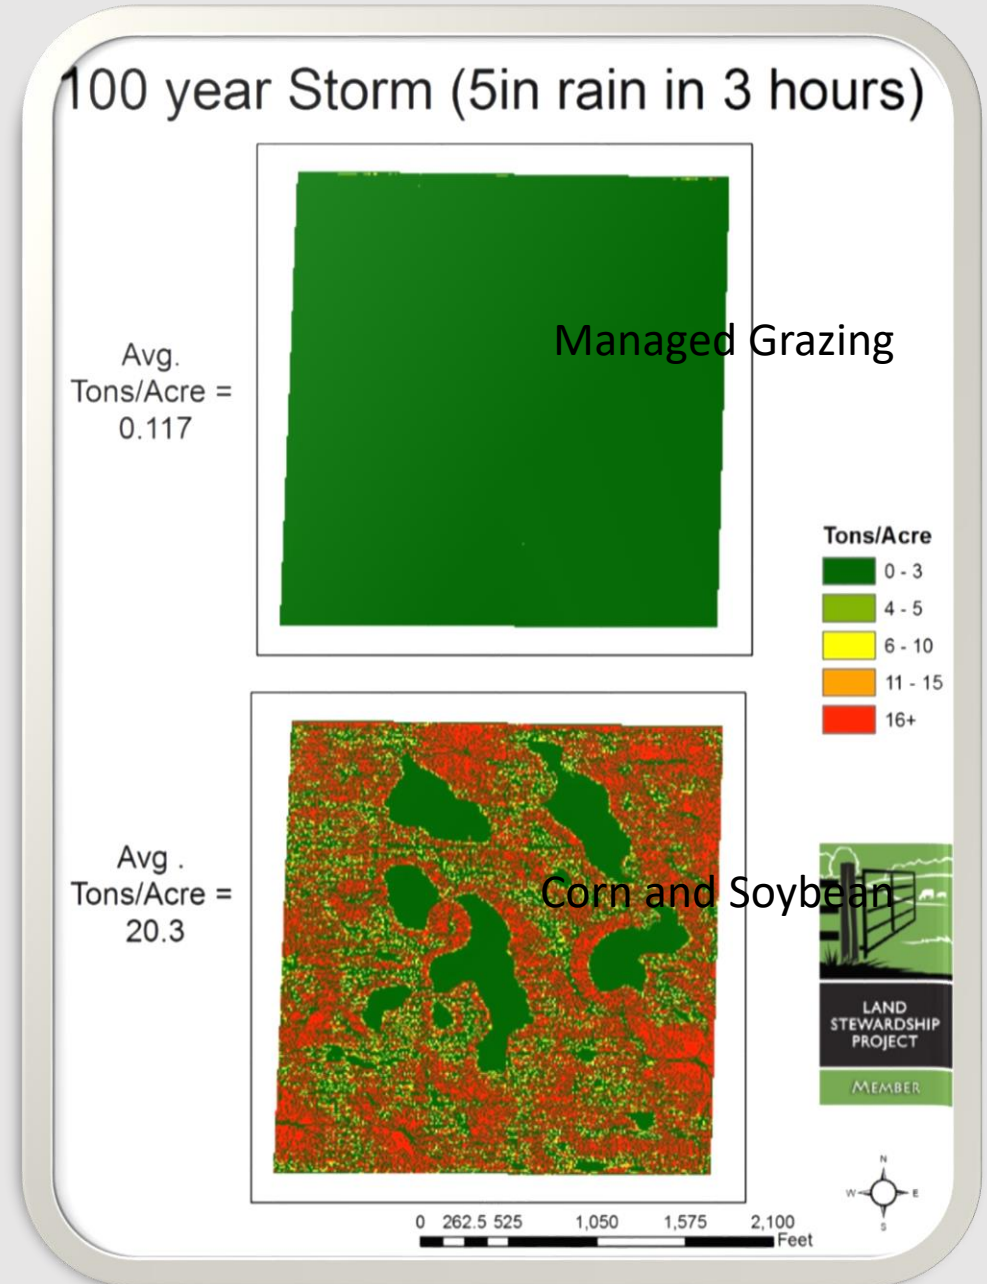 100 year Storm (5in rain in 3 hours)
Managed Grazing
Avg.
Tons/Acre =
0.117
Tons/Acre
0 - 3
4 - 5
6 - 10
11 - 15
16+
Avg .
Tons/Acre =
20.3
Corn and Soybean
LAND
STEWARDSHIP
PROJECT
MEMBER
N
W E
S
0 262.5 525 1,050 1,575 2,100
Feet